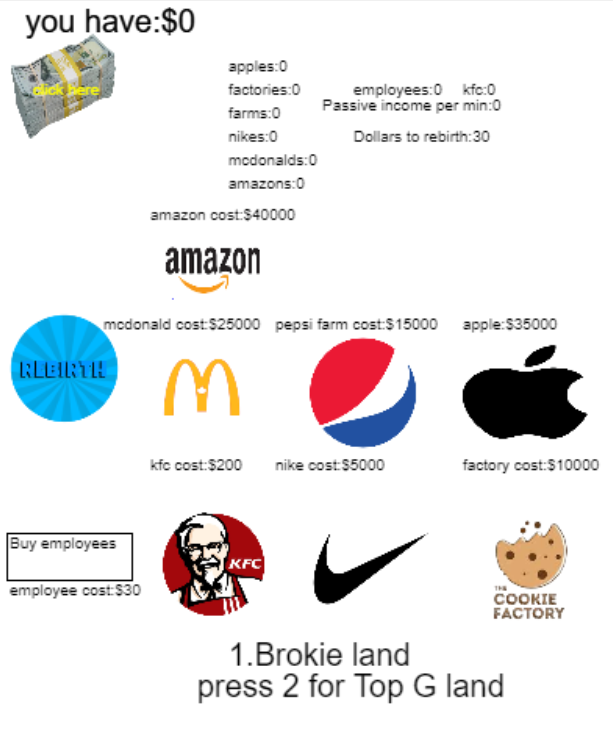 you have:$0
click here
apples:0
factories:0
employees:0
kfc:0
farms:0
Passive income per min:0
nikes:0
Dollars to rebirth:30
mcdonalds:0
amazons:0
amazon cost:$40000
amazon
mcdonald cost:$25000
pepsi farm cost:$15000
apple:$35000
REBIRTH
kfc cost:$200
nike cost:$5000
factory cost:$10000
Buy employees
employee cost:$30
KFC
THE
COOKIE
FACTORY
1.Brokie land
press 2 for Top G land